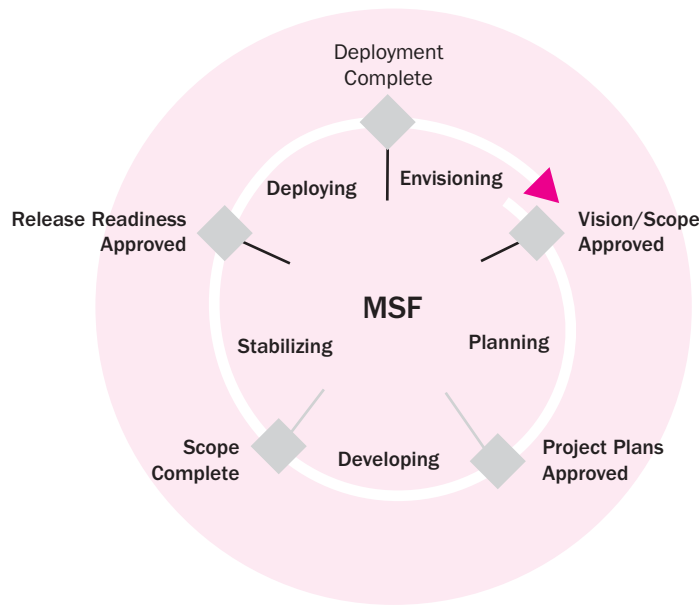 Deployment
Complete
Deploying
Envisioning
Release Readiness
Approved
Vision/Scope
Approved
MSF
Stabilizing
Planning
Scope
Complete
Developing
Project Plans
Approved